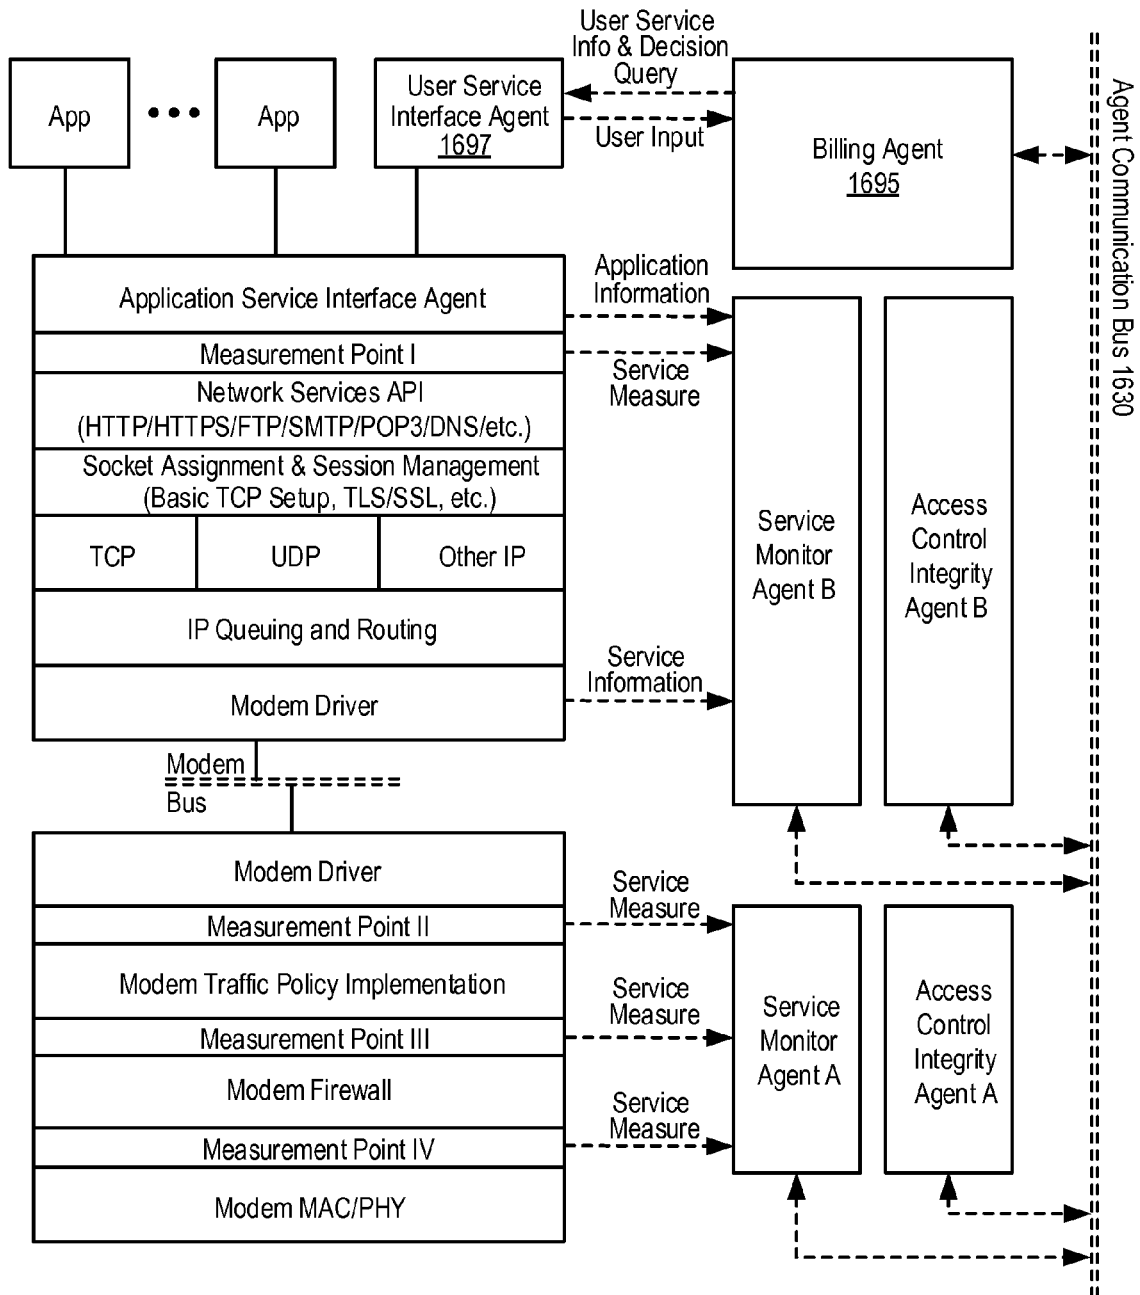 User Service
Info & Decision
Query
User Input
App
App
User Service
Interface Agent
1697
Billing Agent
1695
Agent Communication Bus 1630
Application Service Interface Agent
Application
Information
Measurement Point I
Service
Measure
Network Services API
(HTTP/HTTPS/FTP/SMTP/POP3/DNS/etc.)
Socket Assignment & Session Management
(Basic TCP Setup, TLS/SSL, etc.)
TCP
UDP
Other IP
IP Queuing and Routing
Modem Driver
Service
Information
Service
Monitor
Agent B
Access
Control
Integrity
Agent B
Modem
Bus
Modem Driver
Measurement Point II
Service
Measure
Modem Traffic Policy Implementation
Measurement Point III
Service
Measure
Modem Firewall
Measurement Point IV
Service
Measure
Modem MAC/PHY
Service
Monitor
Agent A
Access
Control
Integrity
Agent A